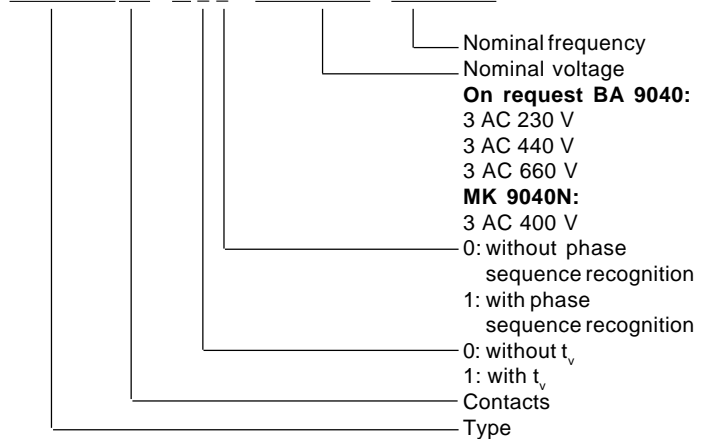 Nominal frequency
Nominal voltage
On request BA 9040:
3 AC 230 V
3 AC 440 V
3 AC 660 V
MK 9040N:
3 AC 400 V
0: without phase
sequence recognition
1: with phase
sequence recognition
0: without tv
1: with tv
Contacts
Type